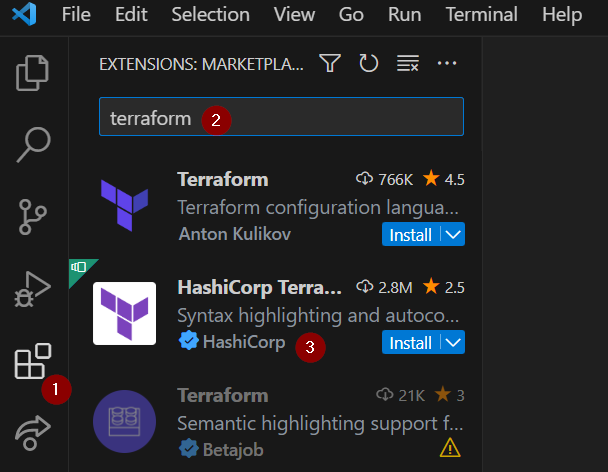 File Edit Selection View Go Run Terminal Help
EXTENSIONS: MARKETPLA...
terraform 2
Terraform 766K 4.5
Terraform configuration langua...
Anton Kulikov Install
HashiCorp Terra... 2.8M 2.5
Syntax highlighting and autoco...
HashiCorp 3 Install
1
Terraform 21K 3
Semantic highlighting support f...
Betajob